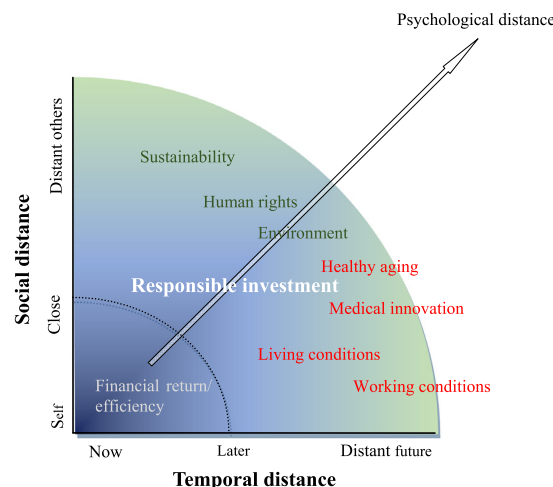 Psychological distance
Distant others
Social distance
Close
Self
Sustainability
Human rights
Environment
Healthy aging
Responsible investment
Medical innovation
Living conditions
Financial return/
efficiency
Working conditions
Now
Later
Distant future
Temporal distance